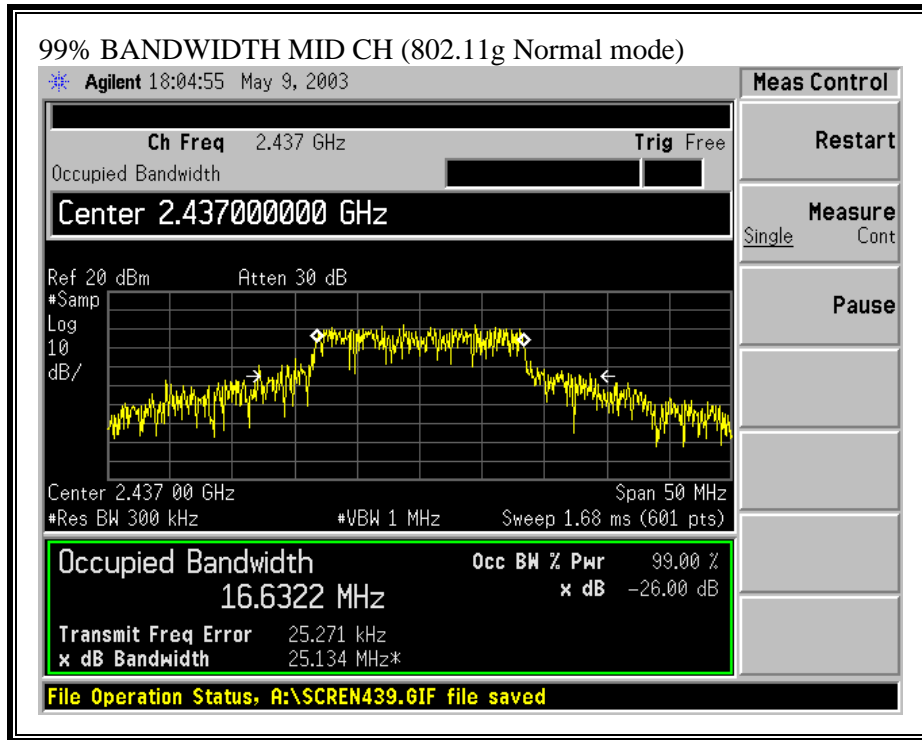 99% BANDWIDTH MID CH (802.11g Normal mode)
Agilent 18:04:55 May 9, 2003
Meas Control
Ch Freq 2.437 GHz Trig Free
Restart
Occupied Bandwidth
Center 2.437000000 GHz
Measure
Single Cont
Ref 20 dBm Atten 30 dB
Pause
#Samp
Log
10
dB/
Center 2.437 00 GHz Span 50 MHz
#Res BW 300 kHz #VBW 1 MHz Sweep 1.68 ms (601 pts)
Occupied Bandwidth Occ BW % Pwr 99.00 %
16.6322 MHz x dB -26.00 dB
Transmit Freq Error 25.271 kHz
x dB Bandwidth 25.134 MHz*
File Operation Status, A:\SCREN439.GIF file saved